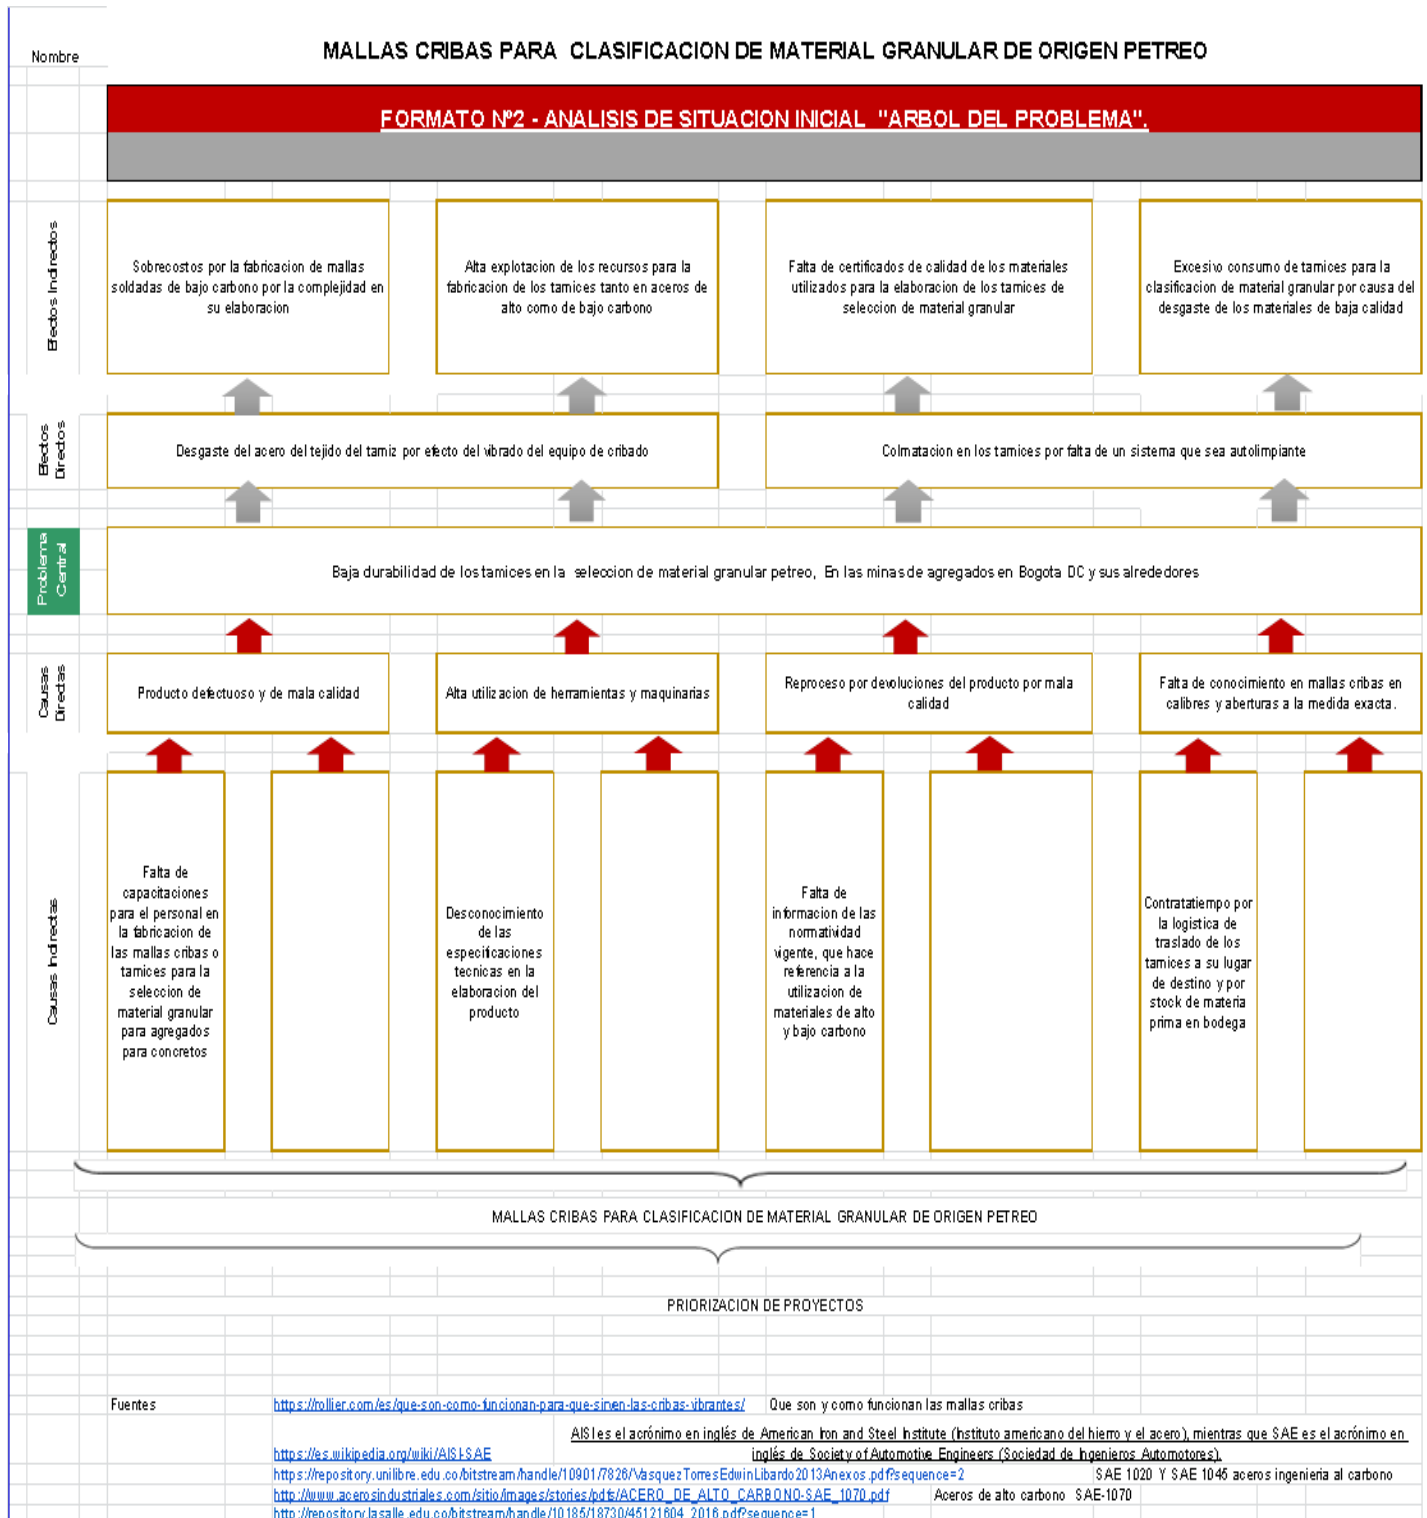 Nombre
MALLAS CRIBAS PARA CLASIFICACION DE MATERIAL GRANULAR DE ORIGEN PETREO
FORMATO Nº2 - ANALISIS DE SITUACION INICIAL "ARBOL DEL PROBLEMA".
Efectos Indirectos
Sobrecostos por la fabricacion de mallas
soldadas de bajo carbono por la complejidad en
su elaboracion
Alta explotacion de los recursos para la
fabricacion de los tamices tanto en aceros de
alto como de bajo carbono
Falta de certificados de calidad de los materiales
utilizados para la elaboracion de los tamices de
seleccion de material granular
Excesivo consumo de tamices para la
clasificacion de material granular por causa del
desgaste de los materiales de baja calidad
Efectos
Directos
Desgaste del acero del tejido del tamiz por efecto del vibrado del equipo de cribado
Colmatacion en los tamices por falta de un sistema que sea autolimpiante
Problema
Central
Baja durabilidad de los tamices en la seleccion de material granular petreo, En las minas de agregados en Bogota DC y sus alrededores
Causas
Directas
Producto defectuoso y de mala calidad
Alta utilizacion de herramientas y maquinarias
Reproceso por devoluciones del producto por mala
calidad
Falta de conocimiento en mallas cribas en
calibres y aberturas a la medida exacta.
Causas Indirectas
Falta de
capacitaciones
para el personal en
la fabricacion de
las mallas cribas o
tamices para la
seleccion de
material granular
para agregados
para concretos
Desconocimiento
de las
especificaciones
tecnicas en la
elaboracion del
producto
Falta de
informacion de las
normatividad
vigente, que hace
referencia a la
utilizacion de
materiales de alto
y bajo carbono
Contratatiempo por
la logistica de
traslado de los
tamices a su lugar
de destino y por
stock de materia
prima en bodega
MALLAS CRIBAS PARA CLASIFICACION DE MATERIAL GRANULAR DE ORIGEN PETREO
PRIORIZACION DE PROYECTOS
Fuentes
https://rollier.com/es/que-son-como-funcionan-para-que-sirven-las-cribas-vibrantes/ Que son y como funcionan las mallas cribas
AISI es el acrónimo en inglés de American Iron and Steel Institute (Instituto americano del hierro y el acero), mientras que SAE es el acrónimo en
https://es.wikipedia.org/wiki/AISI-SAE inglés de Society of Automotive Engineers (Sociedad de Ingenieros Automotores).
https://repository.unilibre.edu.co/bitstream/handle/10901/7826/VasquezTorresEdwinLibardo2013Anexos.pdf?sequence=2 SAE 1020 Y SAE 1045 aceros ingenieria al carbono
http://www.acerosindustriales.com/sitio/images/stories/pdfs/ACERO_DE_ALTO_CARBONO-SAE_1070.pdf Aceros de alto carbono SAE-1070
http://repository.lasalle.edu.co/bitstream/handle/10185/18730/45121604_2016.pdf?sequence=1